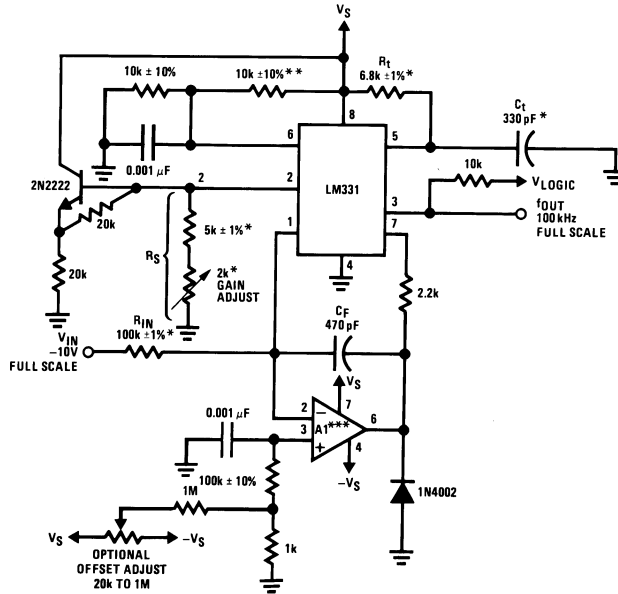 VS
10k ± 10%
10k ±10%**
Rt
6.8k ±1%*
Ct
330 pF*
8
6
5
0.001 µF
2N2222
2
2
LM331
10k
VLOGIC
3
fOUT
100 kHz
FULL SCALE
20k
1
7
RS
5k ± 1%*
4
20k
2k*
GAIN
ADJUST
2.2k
VIN
−10V
FULL SCALE
RIN
100k ±1%*
CF
470 pF
VS
0.001 µF
2
−
7
6
3
+
A1***
4
−VS
100k ± 10%
1N4002
1M
VS
−VS
1k
OPTIONAL
OFFSET ADJUST
20k TO 1M